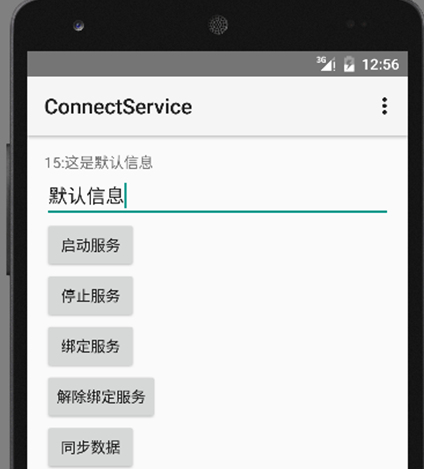 3G 12:56
ConnectService
15:这是默认信息
默认信息
启动服务
停止服务
绑定服务
解除绑定服务
同步数据